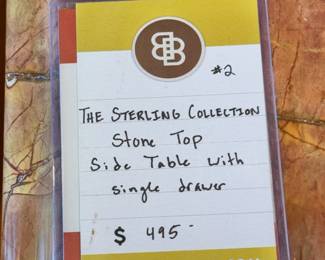 #2
THE STERLING COLLECTION
Stone Top
Side Table with
single drawer
$ 495-